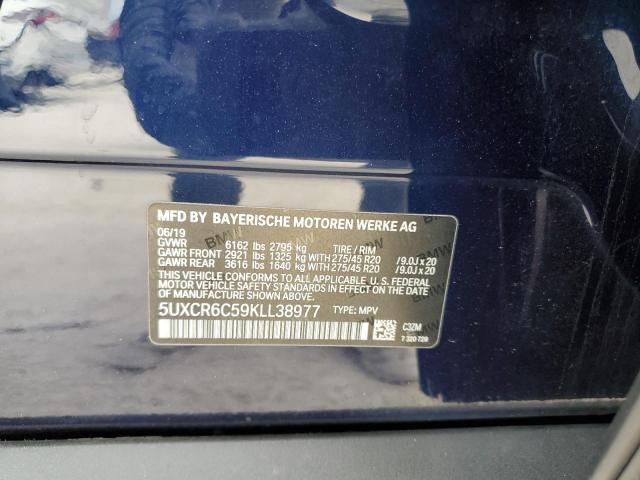 MFD BY BAYERISCHE MOTOREN WERKE AG
06/19
GVWR 6162 lbs 2795 kg TIRE / RIM
GAWR FRONT 2921 lbs 1325 kg WITH 275/45 R20 /9.0J x 20
GAWR REAR 3616 lbs 1640 kg WITH 275/45 R20 /9.0J x 20
THIS VEHICLE CONFORMS TO ALL APPLICABLE U. S. FEDERAL
MOTOR VEHICLE SAFETY STANDARDS IN EFFECT ON THE
DATE OF MANUFACTURE SHOWN ABOVE.
5UXCR6C59KLL38977 TYPE: MPV
C3ZM
7 320 729